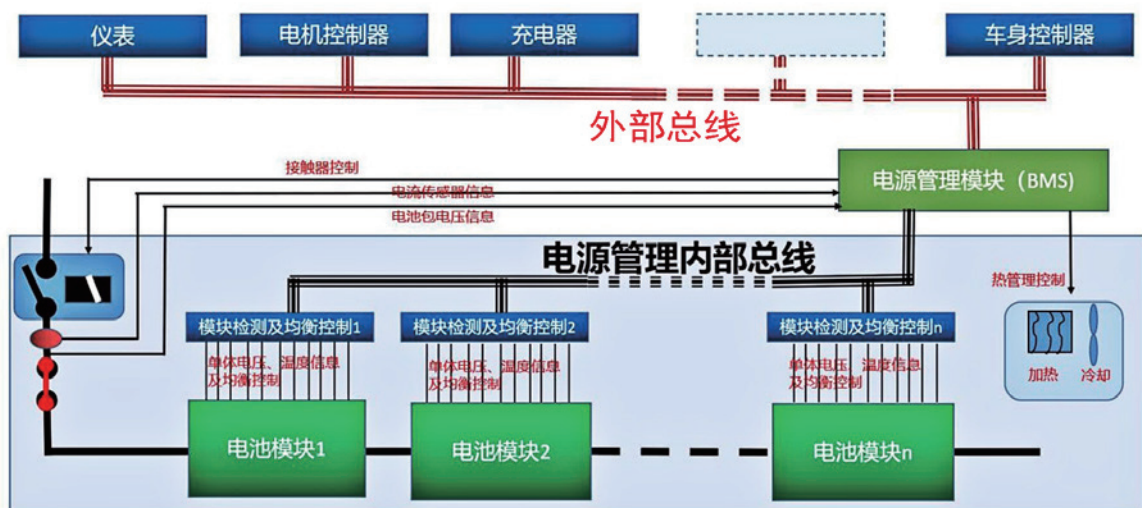 仪表
电机控制器
充电器
车身控制器
外部总线
接触器控制
电源管理模块（BMS)
电流传感器信息
电池包电压信息
电源管理内部总线
热管理控制
模块检测及均衡控制1
模块检测及均衡控制2
模块检测及均衡控制n
单体电压、温度信息
及均衡控制
单体电压、温度信息
及均衡控制
单体电压、温度信息
及均衡控制
加热
冷却
电池模块1
电池模块2
电池模块n